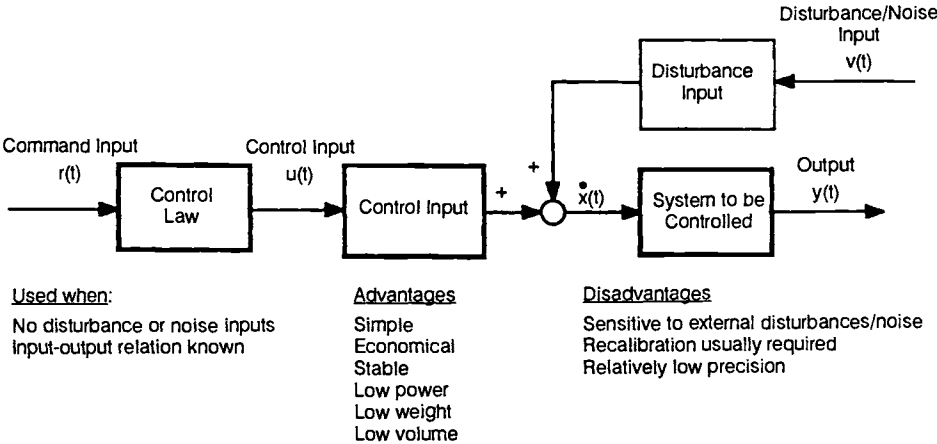 Disturbance/Noise
Input
v(t)
Disturbance
Input
Command Input
r(t)
Control Input
u(t)
+
+
ẋ(t)
Output
y(t)
Control
Law
Control Input
System to be
Controlled
Used when:
No disturbance or noise inputs
Input-output relation known
Advantages
Simple
Economical
Stable
Low power
Low weight
Low volume
Disadvantages
Sensitive to external disturbances/noise
Recalibration usually required
Relatively low precision